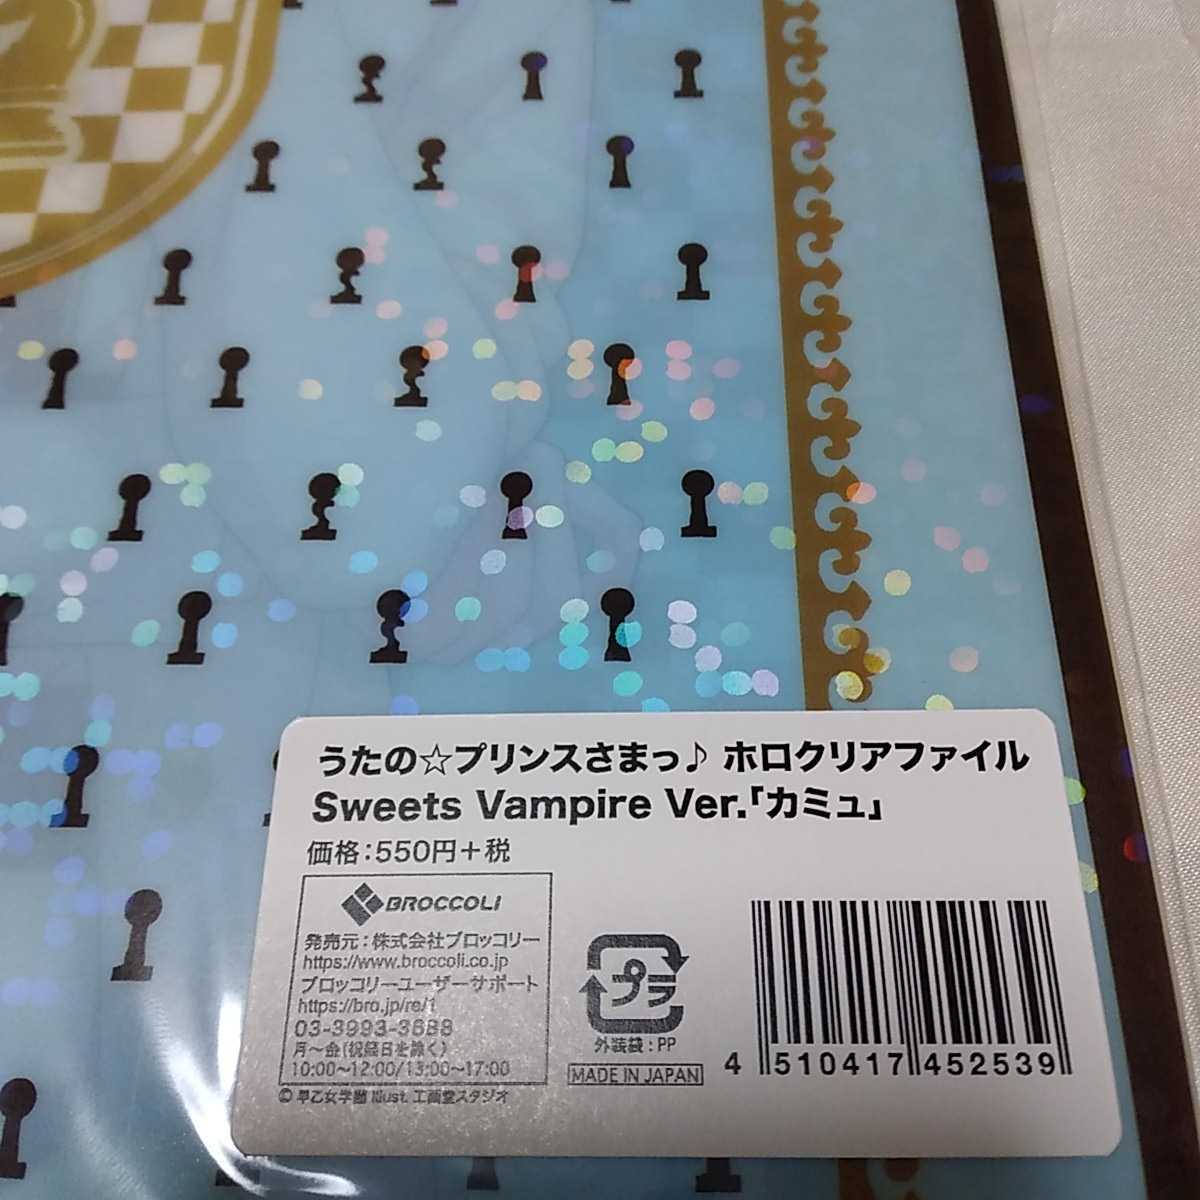 うたの☆プリンスさまっ♪ ホロクリアファイル
Sweets Vampire Ver.「カミュ」
価格:550円+税
BROCCOLI
発売元:株式会社ブロッコリー
https://www.broccoli.co.jp
ブロッコリーユーザーサポート
https://bro.jp/re/1
03-3993-3688
月~金(祝祭日を除く)
10:00~12:00/13:00~17:00
© 早乙女学園 Illust. 工画堂スタジオ
プラ
外装袋:PP
MADE IN JAPAN
4 510417 452539